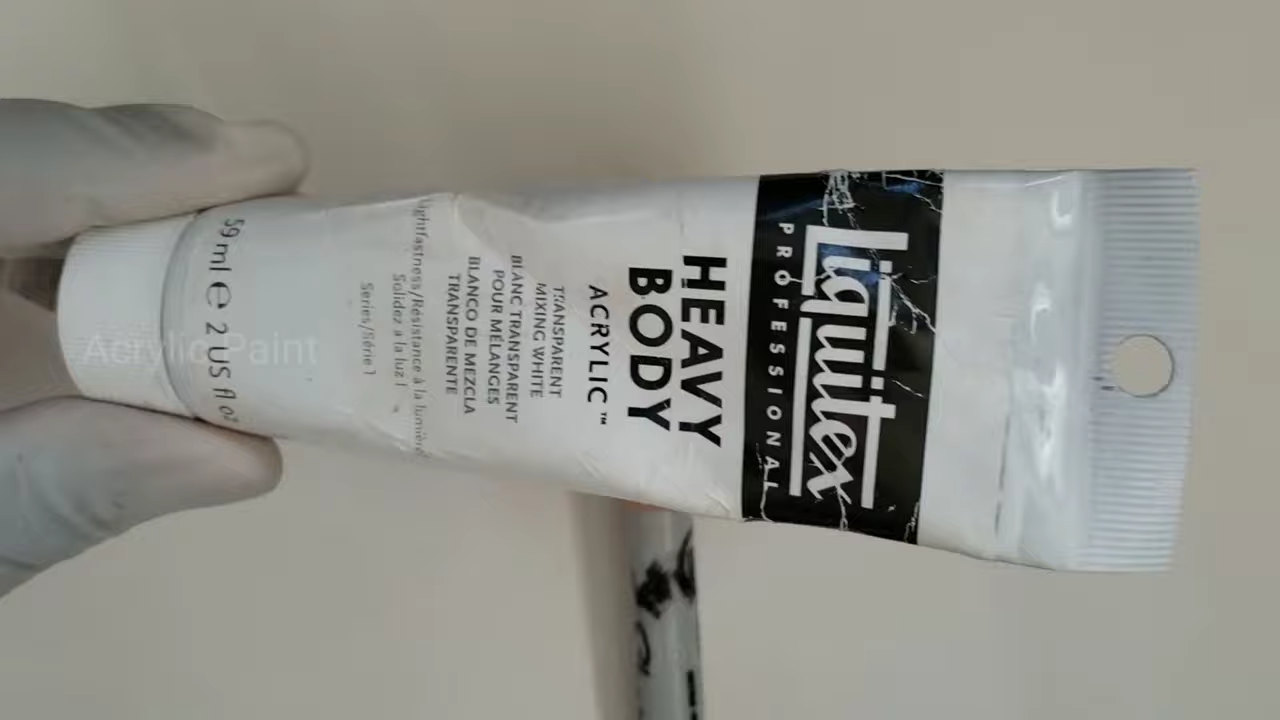 Liquitex
PROFESSIONAL
HEAVY
BODY
ACRYLIC™
TRANSPARENT
MIXING WHITE
BLANC TRANSPARENT
POUR MÉLANGES
BLANCO DE MEZCLA
TRANSPARENTE
Lightfastness/Résistance à la lumière
Solidez a la luz I
Series/Série 1
59 ml e 2 US fl oz
Acrylic Paint